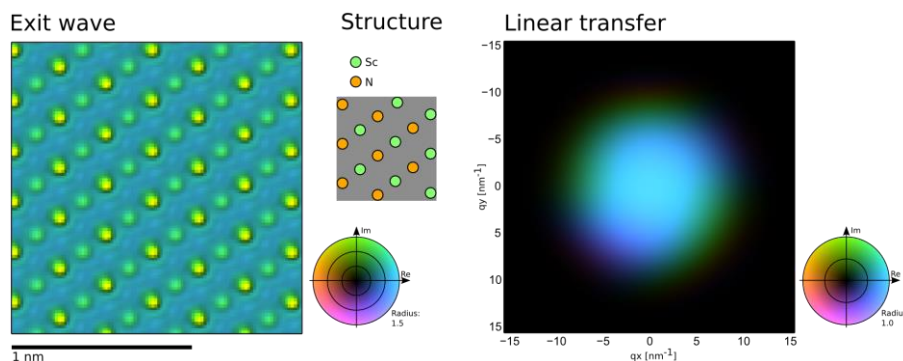 Exit wave
Structure
Linear transfer
Sc
N
Im
Re
Radius:
1.5
1 nm
−15
−10
−5
0
5
10
15
qy [nm⁻¹]
−15 −10 −5 0 5 10 15
qx [nm⁻¹]
Im
Re
Radiu
1.0